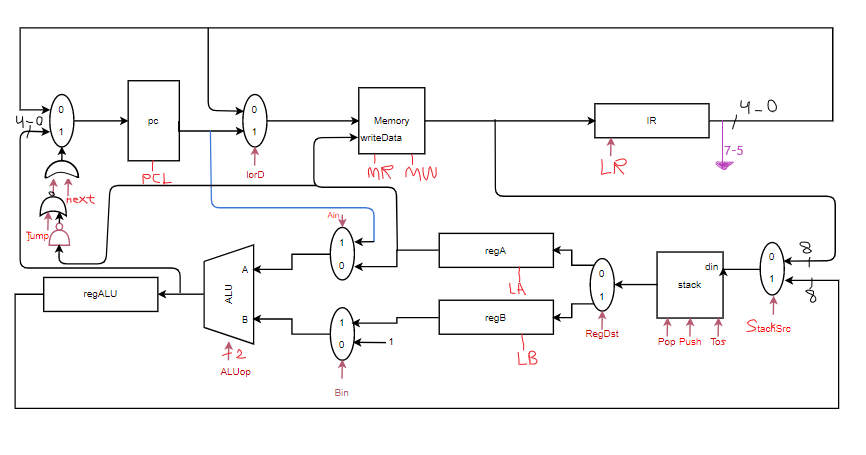 4-0
0
1
pc
PCL
0
1
IorD
Memory
writeData
MR
MW
IR
LR
4-0
7-5
next
Jump
Ain
1
0
regA
LA
regB
LB
0
1
RegDst
stack
din
Pop
Push
Tos
0
1
8
8
StackSrc
regALU
ALU
A
B
ALUop
1
0
1
Bin